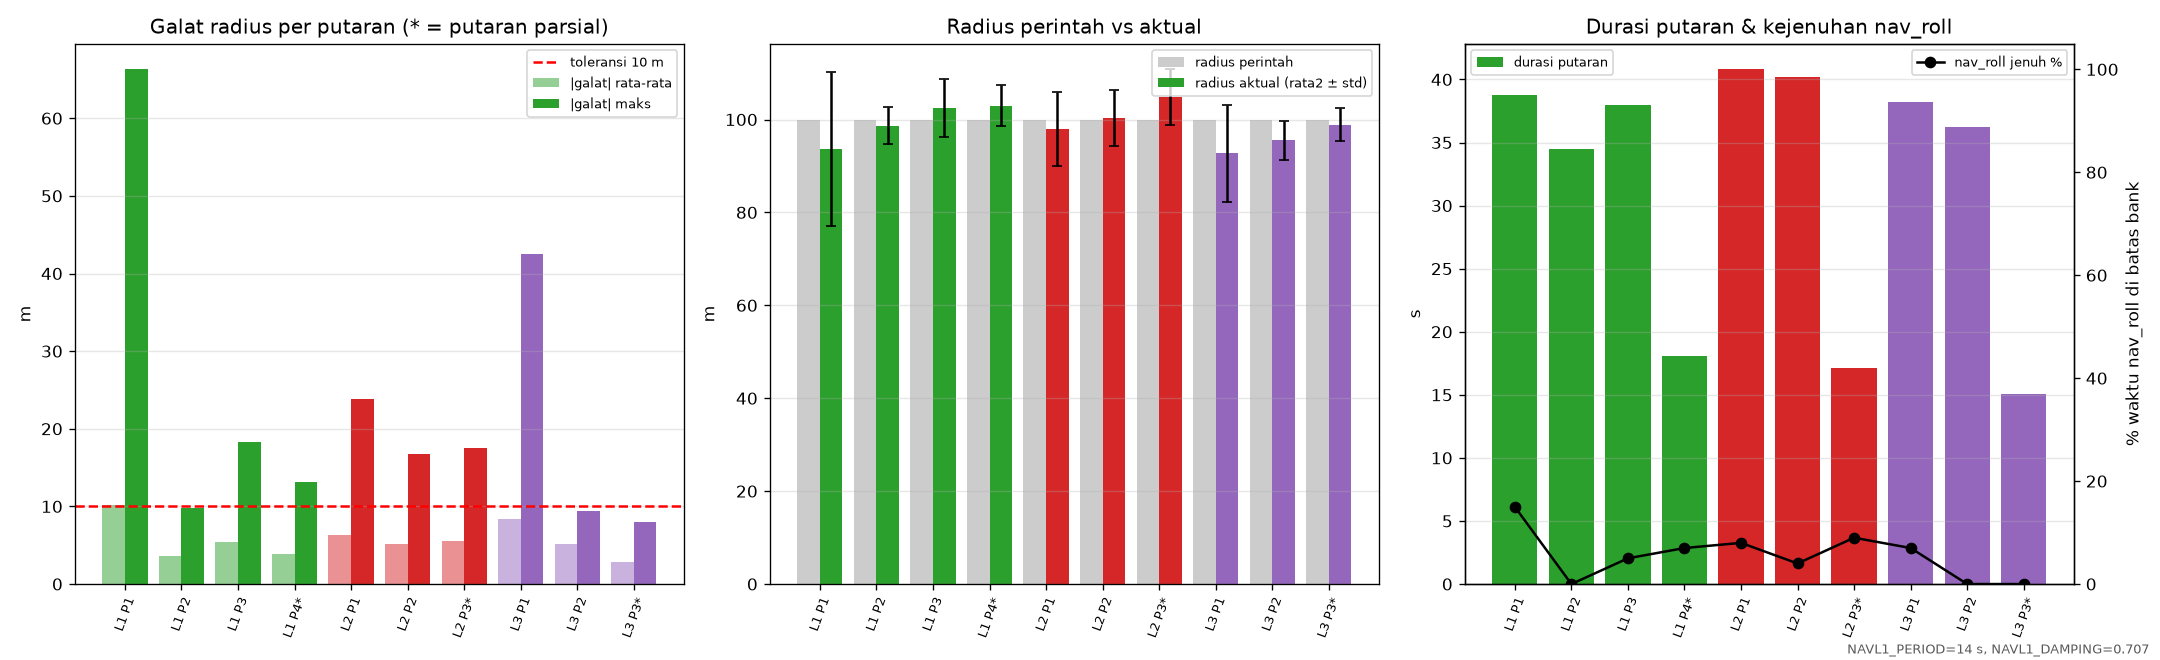 Galat radius per putaran (* = putaran parsial)
toleransi 10 m
|galat| rata-rata
|galat| maks
m
60
50
40
30
20
10
0
L1 P1
L1 P2
L1 P3
L1 P4*
L2 P1
L2 P2
L2 P3*
L3 P1
L3 P2
L3 P3*
Radius perintah vs aktual
radius perintah
radius aktual (rata2 ± std)
m
100
80
60
40
20
0
L1 P1
L1 P2
L1 P3
L1 P4*
L2 P1
L2 P2
L2 P3*
L3 P1
L3 P2
L3 P3*
Durasi putaran & kejenuhan nav_roll
durasi putaran
nav_roll jenuh %
s
40
35
30
25
20
15
10
5
0
100
80
60
40
20
0
% waktu nav_roll di batas bank
L1 P1
L1 P2
L1 P3
L1 P4*
L2 P1
L2 P2
L2 P3*
L3 P1
L3 P2
L3 P3*
NAVL1_PERIOD=14 s, NAVL1_DAMPING=0.707